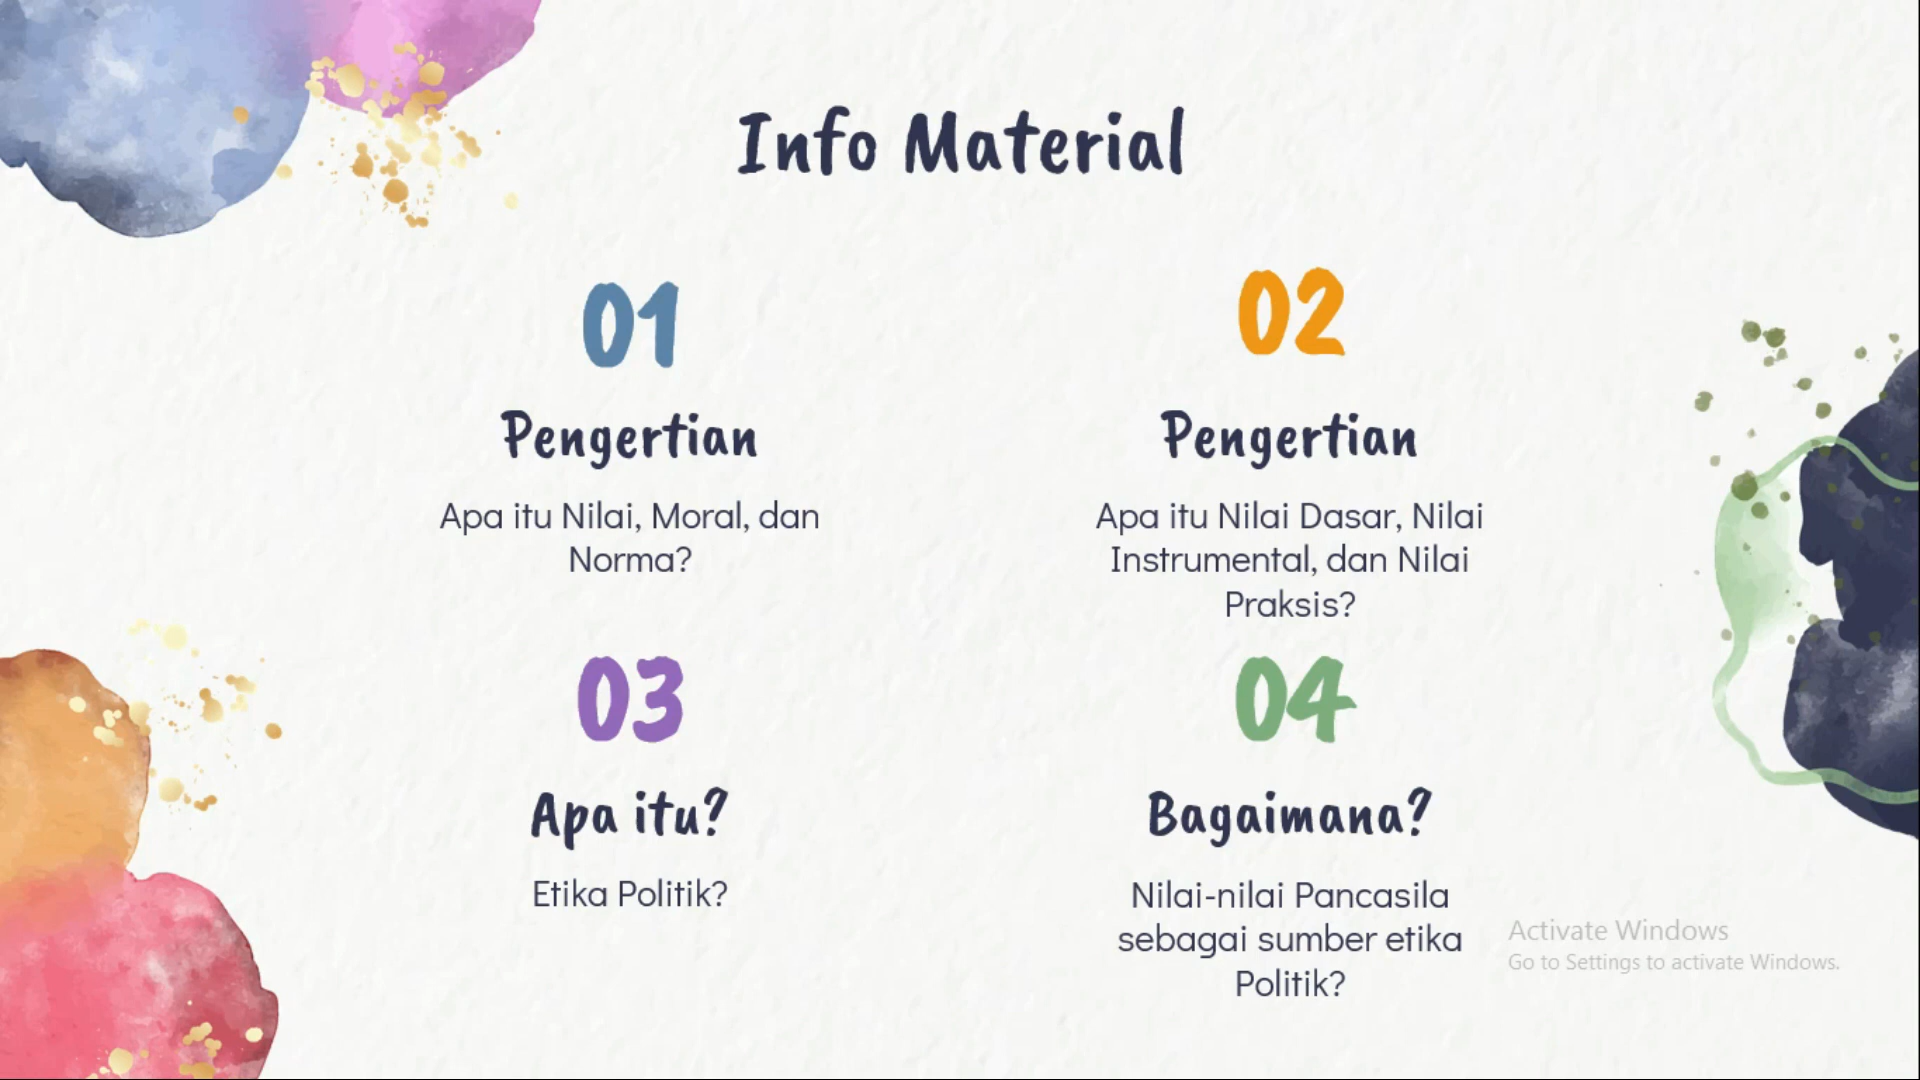 Info Material
01
Pengertian
Apa itu Nilai, Moral, dan
Norma?
02
Pengertian
Apa itu Nilai Dasar, Nilai
Instrumental, dan Nilai
Praksis?
03
Apa itu?
Etika Politik?
04
Bagaimana?
Nilai-nilai Pancasila
sebagai sumber etika
Politik?
Activate Windows
Go to Settings to activate Windows.